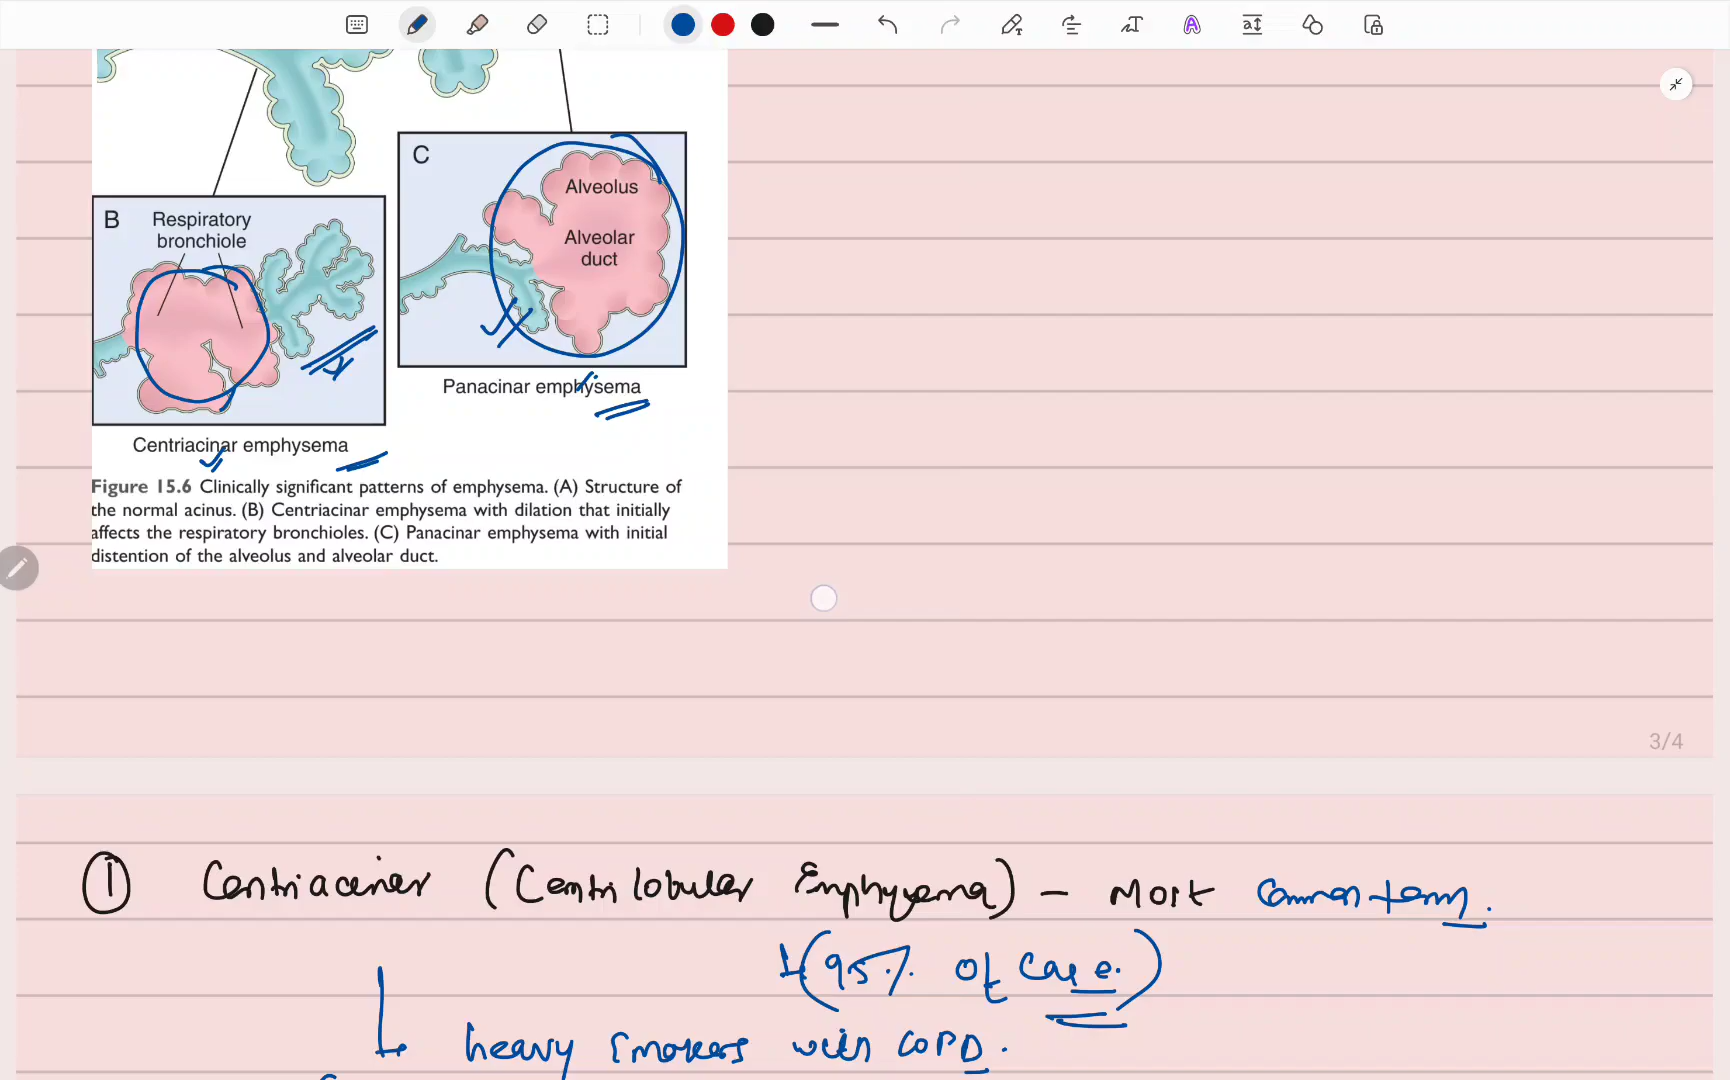 C
Alveolus
Alveolar
duct
Panacinar emphysema
B
Respiratory
bronchiole
Centriacinar emphysema
Figure 15.6 Clinically significant patterns of emphysema. (A) Structure of
the normal acinus. (B) Centriacinar emphysema with dilation that initially
affects the respiratory bronchioles. (C) Panacinar emphysema with initial
distention of the alveolus and alveolar duct.
3/4
① Centriacinar (Centrilobular Emphysema) - Most Common form.
(95% of case.)
heavy smokers with COPD.